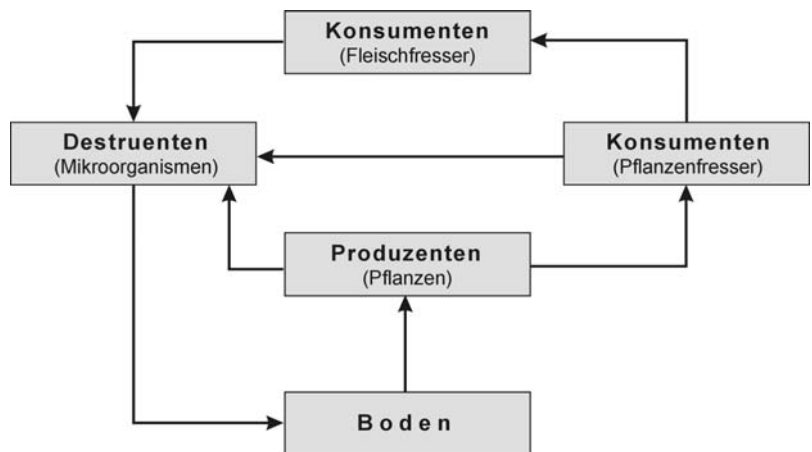 Konsumenten
(Fleischfresser)
Destruenten
(Mikroorganismen)
Konsumenten
(Pflanzenfresser)
Produzenten
(Pflanzen)
Boden